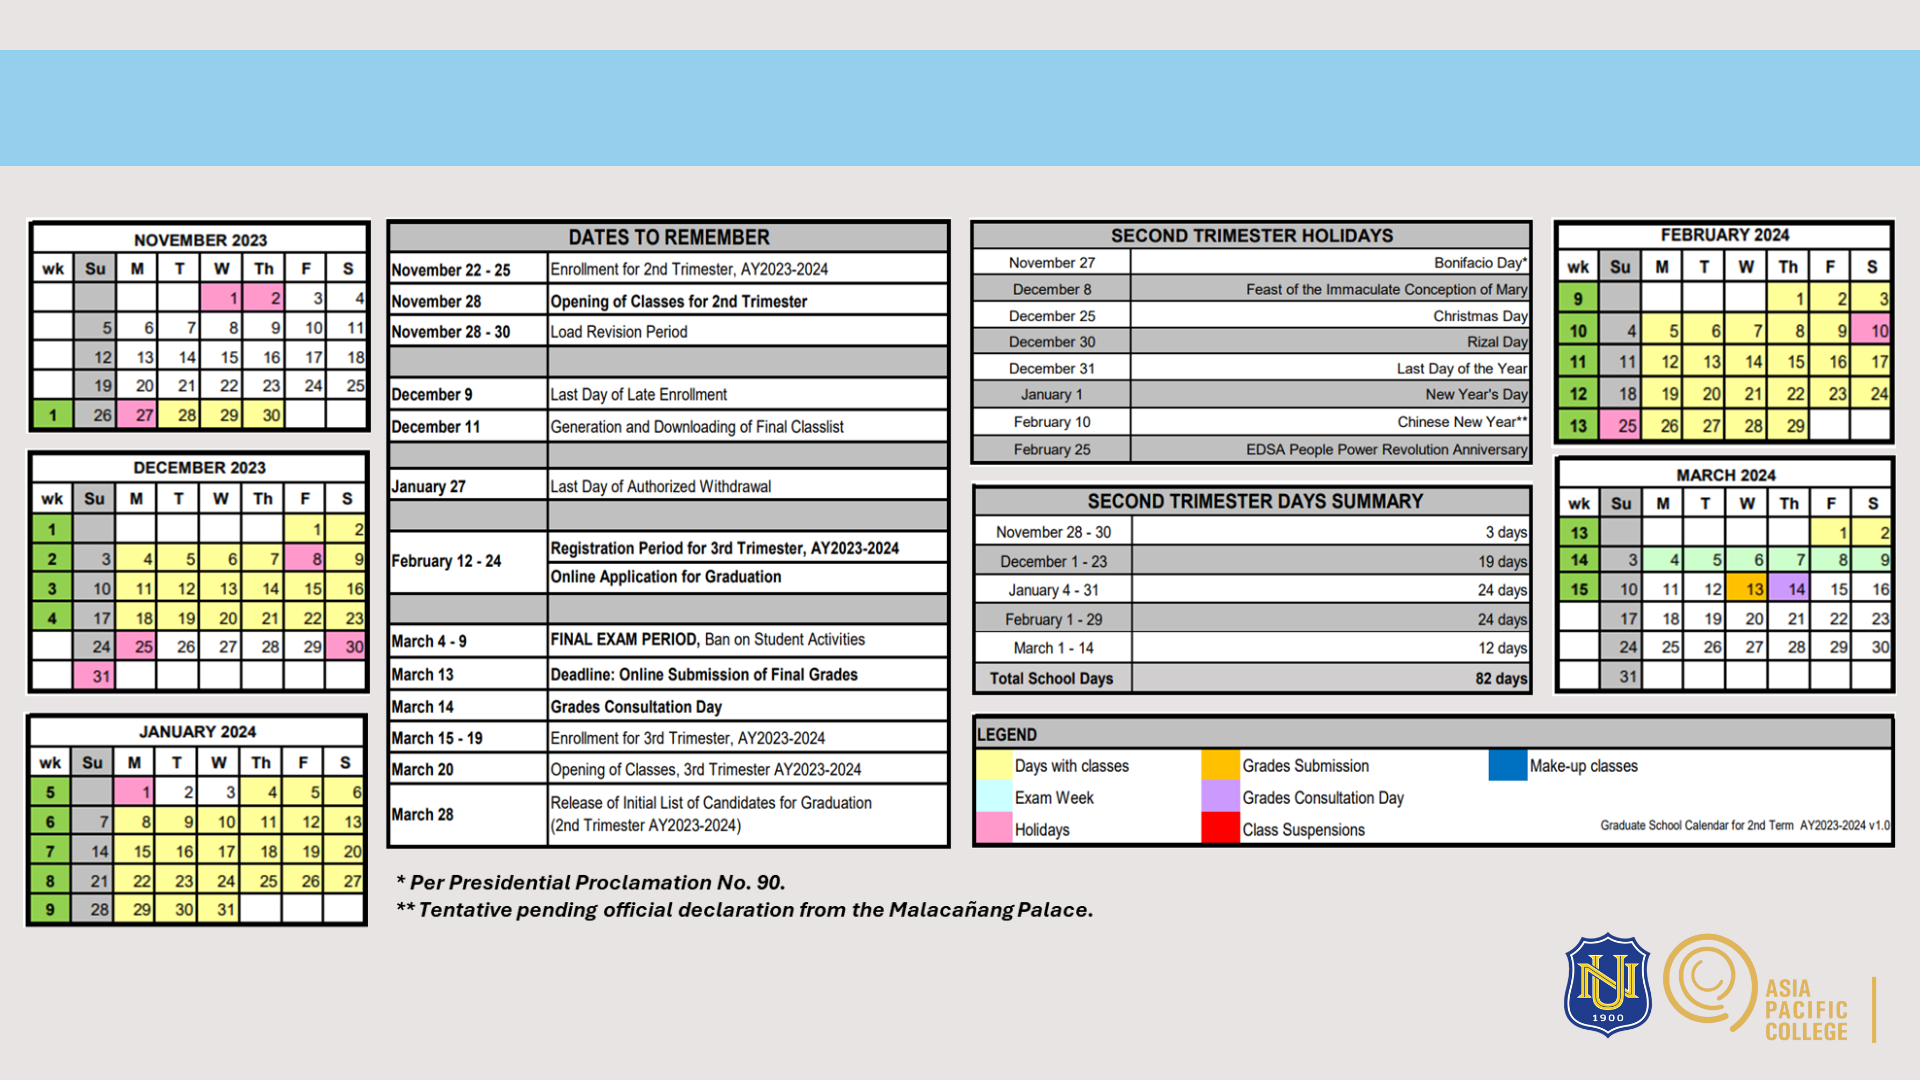 NOVEMBER 2023
wk Su M T W Th F S
1 2 3 4
5 6 7 8 9 10 11
12 13 14 15 16 17 18
19 20 21 22 23 24 25
1 26 27 28 29 30
DECEMBER 2023
wk Su M T W Th F S
1 1 2
2 3 4 5 6 7 8 9
3 10 11 12 13 14 15 16
4 17 18 19 20 21 22 23
24 25 26 27 28 29 30
31
JANUARY 2024
wk Su M T W Th F S
5 1 2 3 4 5 6
6 7 8 9 10 11 12 13
7 14 15 16 17 18 19 20
8 21 22 23 24 25 26 27
9 28 29 30 31
DATES TO REMEMBER
November 22 - 25 Enrollment for 2nd Trimester, AY2023-2024
November 28 Opening of Classes for 2nd Trimester
November 28 - 30 Load Revision Period
December 9 Last Day of Late Enrollment
December 11 Generation and Downloading of Final Classlist
January 27 Last Day of Authorized Withdrawal
February 12 - 24 Registration Period for 3rd Trimester, AY2023-2024
Online Application for Graduation
March 4 - 9 FINAL EXAM PERIOD, Ban on Student Activities
March 13 Deadline: Online Submission of Final Grades
March 14 Grades Consultation Day
March 15 - 19 Enrollment for 3rd Trimester, AY2023-2024
March 20 Opening of Classes, 3rd Trimester AY2023-2024
March 28 Release of Initial List of Candidates for Graduation
(2nd Trimester AY2023-2024)
* Per Presidential Proclamation No. 90.
** Tentative pending official declaration from the Malacañang Palace.
SECOND TRIMESTER HOLIDAYS
November 27 Bonifacio Day*
December 8 Feast of the Immaculate Conception of Mary
December 25 Christmas Day
December 30 Rizal Day
December 31 Last Day of the Year
January 1 New Year's Day
February 10 Chinese New Year**
February 25 EDSA People Power Revolution Anniversary
SECOND TRIMESTER DAYS SUMMARY
November 28 - 30 3 days
December 1 - 23 19 days
January 4 - 31 24 days
February 1 - 29 24 days
March 1 - 14 12 days
Total School Days 82 days
FEBRUARY 2024
wk Su M T W Th F S
9 1 2 3
10 4 5 6 7 8 9 10
11 11 12 13 14 15 16 17
12 18 19 20 21 22 23 24
13 25 26 27 28 29
MARCH 2024
wk Su M T W Th F S
13 1 2
14 3 4 5 6 7 8 9
15 10 11 12 13 14 15 16
17 18 19 20 21 22 23
24 25 26 27 28 29 30
31
LEGEND
Days with classes Grades Submission Make-up classes
Exam Week Grades Consultation Day
Holidays Class Suspensions
Graduate School Calendar for 2nd Term AY2023-2024 v1.0
NU
1900
ASIA
PACIFIC
COLLEGE